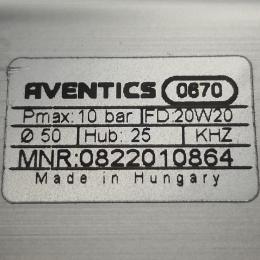 AVENTICS 0670
Pmax: 10 bar FD:20W20
Ø 50 Hub: 25 KHZ
MNR:0822010864
Made in Hungary